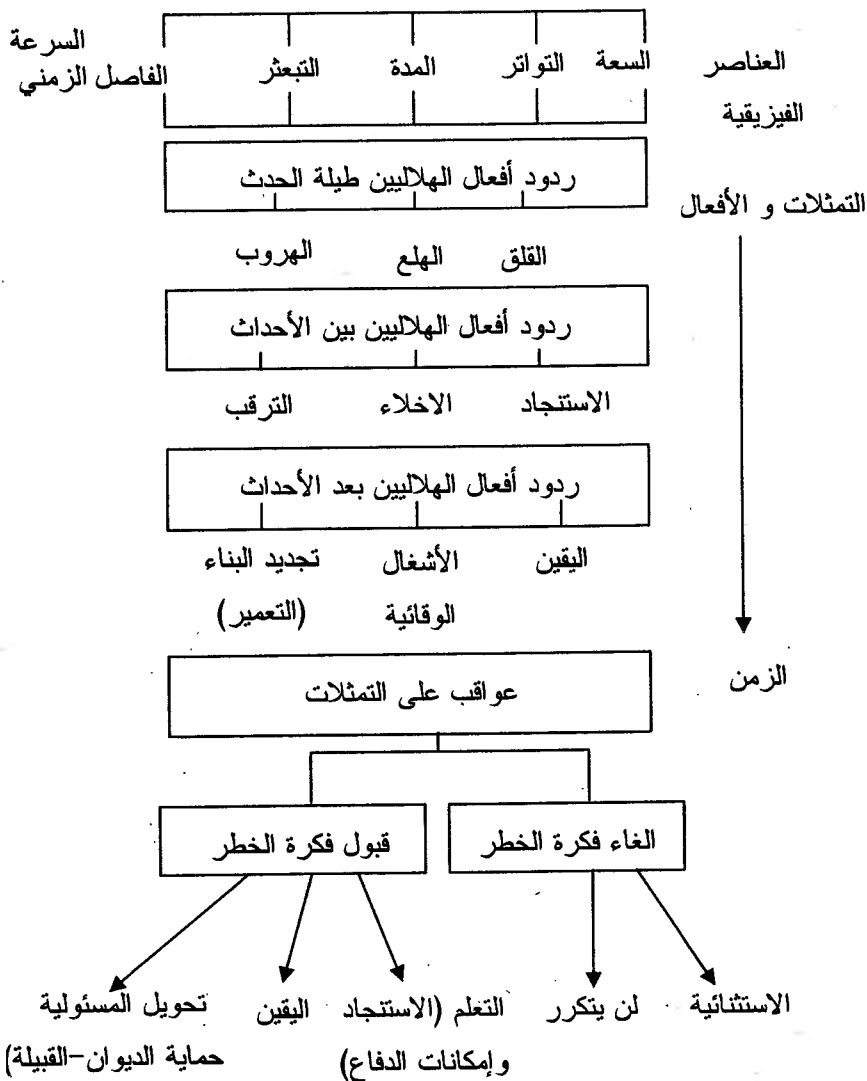 العناصر
الفيزيقية
السعة
التواتر
المدة
التبعثر
السرعة
الفاصل الزمني
ردود أفعال الهلاليين طيلة الحدث
التمثلات و الأفعال
القلق
الهلع
الهروب
ردود أفعال الهلاليين بين الأحداث
الاستنجاد
الاخلاء
الترقب
ردود أفعال الهلاليين بعد الأحداث
اليقين
الأشغال
الوقائية
تجديد البناء
(التعمير)
الزمن
عواقب على التمثلات
الغاء فكرة الخطر
قبول فكرة الخطر
الاستثنائية
لن يتكرر
التعلم (الاستنجاد
وإمكانات الدفاع)
اليقين
تحويل المسئولية
حماية الديوان-القبيلة)